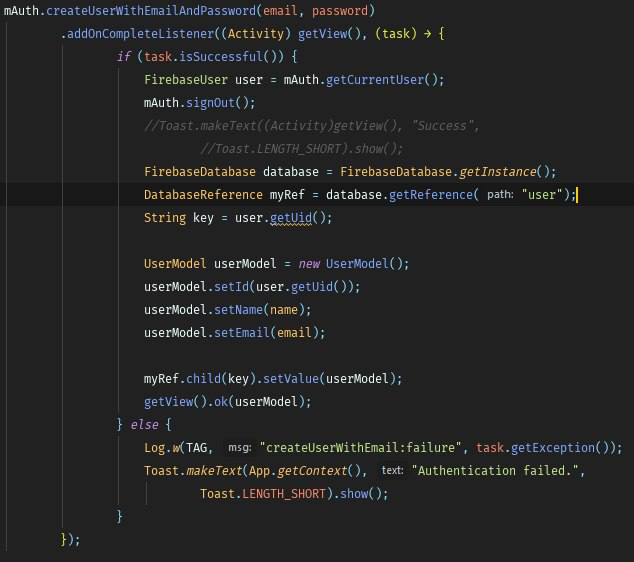 mAuth.createUserWithEmailAndPassword(email, password)
.addOnCompleteListener((Activity) getView(), (task) → {
if (task.isSuccessful()) {
FirebaseUser user = mAuth.getCurrentUser();
mAuth.signOut();
//Toast.makeText((Activity)getView(), "Success",
//Toast.LENGTH_SHORT).show();
FirebaseDatabase database = FirebaseDatabase.getInstance();
DatabaseReference myRef = database.getReference( path: "user");
String key = user.getUid();
UserModel userModel = new UserModel();
userModel.setId(user.getUid());
userModel.setName(name);
userModel.setEmail(email);
myRef.child(key).setValue(userModel);
getView().ok(userModel);
} else {
Log.w(TAG, msg: "createUserWithEmail:failure", task.getException());
Toast.makeText(App.getContext(), text: "Authentication failed.",
Toast.LENGTH_SHORT).show();
}
});